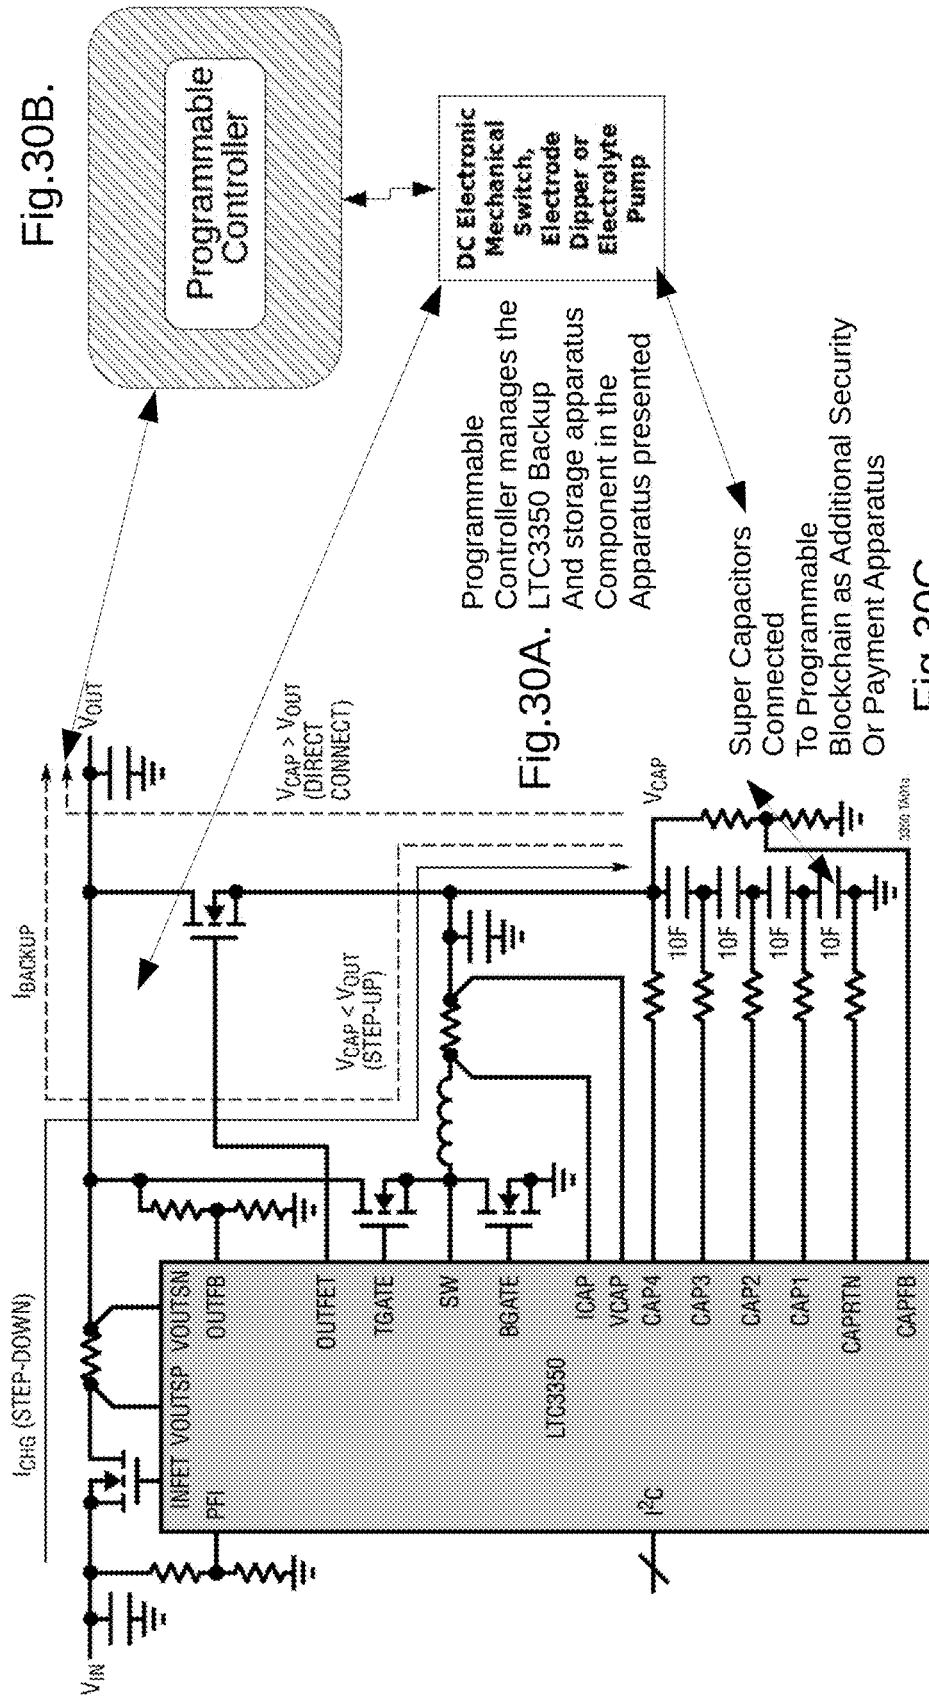 Fig.30B.
Programmable
Controller
DC Electronic
Mechanical
Switch,
Electrode
Dipper or
Electrolyte
Pump
Programmable
Controller manages the
LTC3350 Backup
And storage apparatus
Component in the
Apparatus presented
Fig.30A.
Super Capacitors
Connected
To Programmable
Blockchain as Additional Security
Or Payment Apparatus
Fig.30C
ICHG (STEP-DOWN)
IBACKUP
VIN
VOUT
VCAP > VOUT
(DIRECT
CONNECT)
VCAP < VOUT
(STEP-UP)
VCAP
10F
10F
10F
10F
INFET
VOUTSP
VOUTSN
PFI
OUTFB
OUTFET
TGATE
SW
BGATE
ICAP
VCAP
CAP4
CAP3
CAP2
CAP1
CAPRTN
CAPFB
LTC3350
I²C